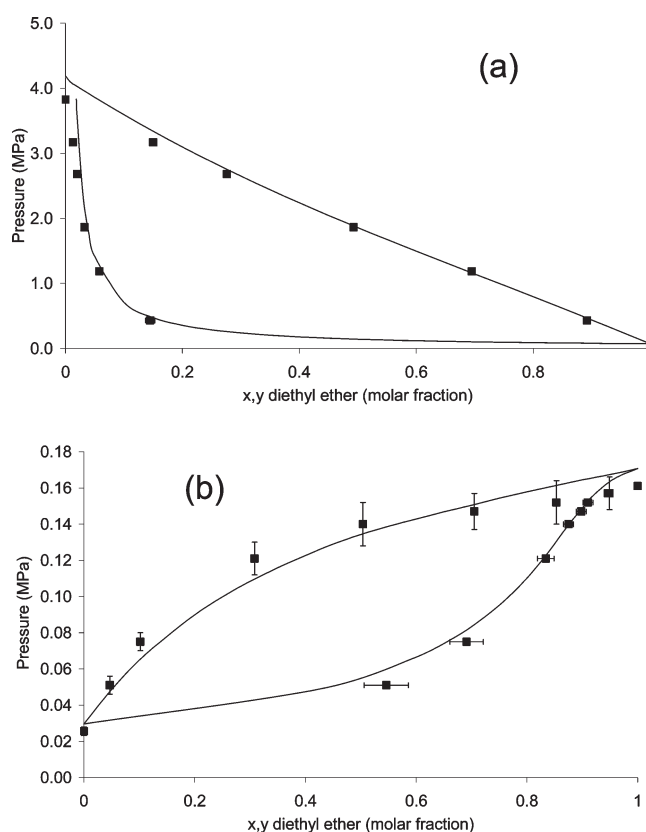 5.0
(a)
4.0
3.0
2.0
1.0
0.0
Pressure (MPa)
0 0.2 0.4 0.6 0.8
x,y diethyl ether (molar fraction)
0.18
(b)
0.16
0.14
0.12
0.10
0.08
0.06
0.04
0.02
0.00
Pressure (MPa)
0 0.2 0.4 0.6 0.8 1
x,y diethyl ether (molar fraction)